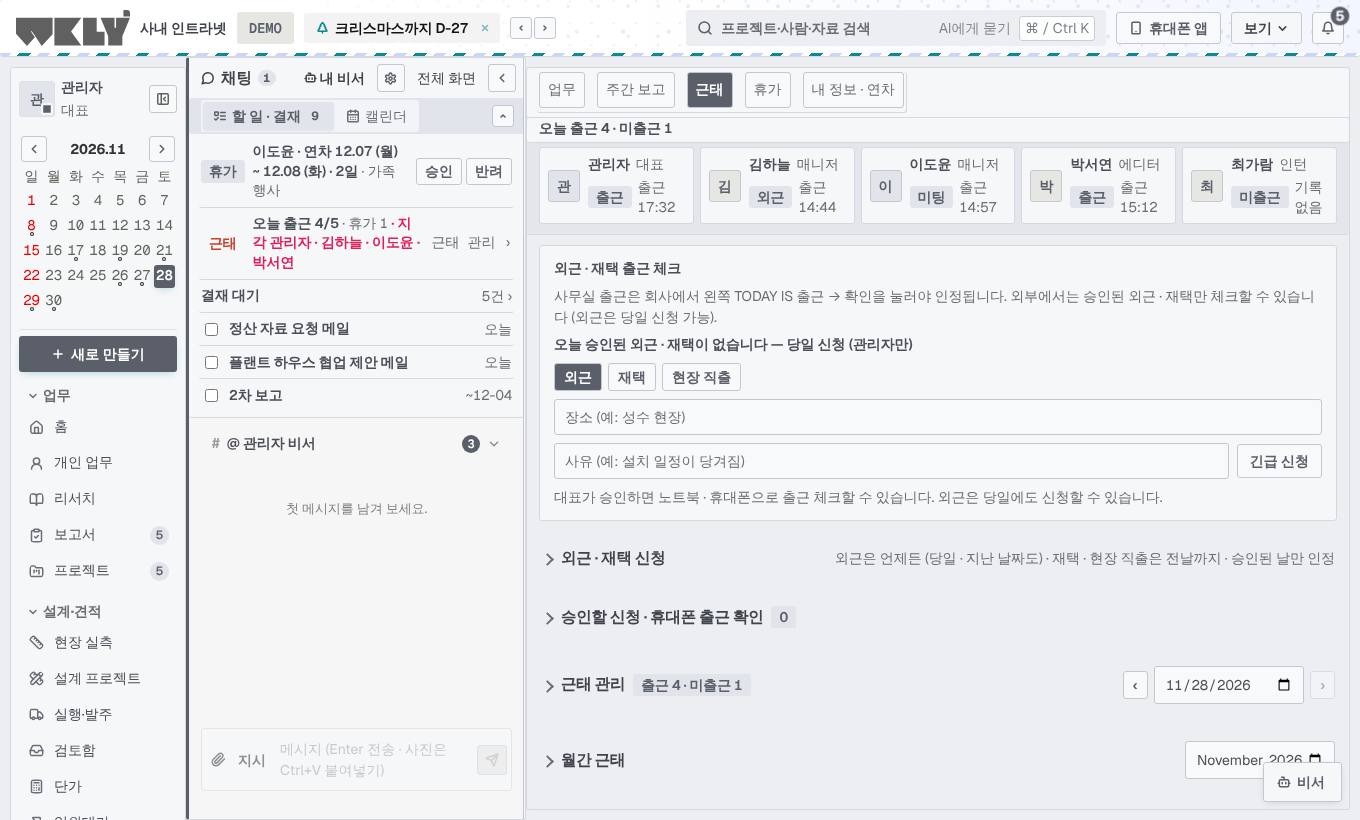 WKLY 사내 인트라넷 DEMO 크리스마스까지 D-27 × ‹ › 프로젝트·사람·자료 검색 AI에게 묻기 ⌘ / Ctrl K 휴대폰 앱 보기 5
관 관리자
대표
2026.11
일 월 화 수 목 금 토
1 2 3 4 5 6 7
8 9 10 11 12 13 14
15 16 17 18 19 20 21
22 23 24 25 26 27 28
29 30
+ 새로 만들기
업무
홈
개인 업무
리서치
보고서 5
프로젝트 5
설계·견적
현장 실측
설계 프로젝트
실행·발주
검토함
단가
채팅 1 내 비서 전체 화면
할 일 · 결재 9 캘린더
휴가 이도윤 · 연차 12.07 (월)
~ 12.08 (화) · 2일 · 가족
행사
승인 반려
근태 오늘 출근 4/5 · 휴가 1 · 지
각 관리자 · 김하늘 · 이도윤 ·
박서연
근태 관리 ›
결재 대기 5건 ›
정산 자료 요청 메일 오늘
플랜트 하우스 협업 제안 메일 오늘
2차 보고 ~12-04
# @ 관리자 비서 3
첫 메시지를 남겨 보세요.
지시 메시지 (Enter 전송 · 사진은
Ctrl+V 붙여넣기)
업무 주간 보고 근태 휴가 내 정보 · 연차
오늘 출근 4 · 미출근 1
관 관리자 대표
출근 출근
17:32
김 김하늘 매니저
외근 출근
14:44
이 이도윤 매니저
미팅 출근
14:57
박 박서연 에디터
출근 출근
15:12
최 최가람 인턴
미출근 기록
없음
외근 · 재택 출근 체크
사무실 출근은 회사에서 왼쪽 TODAY IS 출근 → 확인을 눌러야 인정됩니다. 외부에서는 승인된 외근 · 재택만 체크할 수 있습니
다 (외근은 당일 신청 가능).
오늘 승인된 외근 · 재택이 없습니다 — 당일 신청 (관리자만)
외근 재택 현장 직출
장소 (예: 성수 현장)
사유 (예: 설치 일정이 당겨짐) 긴급 신청
대표가 승인하면 노트북 · 휴대폰으로 출근 체크할 수 있습니다. 외근은 당일에도 신청할 수 있습니다.
외근 · 재택 신청 외근은 언제든 (당일 · 지난 날짜도) · 재택 · 현장 직출은 전날까지 · 승인된 날만 인정
승인할 신청 · 휴대폰 출근 확인 0
근태 관리 출근 4 · 미출근 1 ‹ 11/28/2026 ›
월간 근태 November 2026
비서